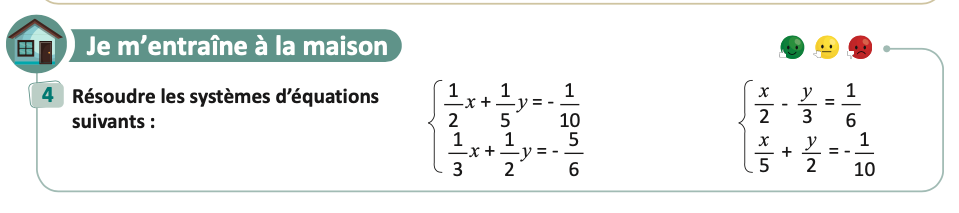 Je m'entraîne à la maison
4 Résoudre les systèmes d'équations
suivants :
1/2 x + 1/5 y = - 1/10
1/3 x + 1/2 y = - 5/6
x/2 - y/3 = 1/6
x/5 + y/2 = - 1/10